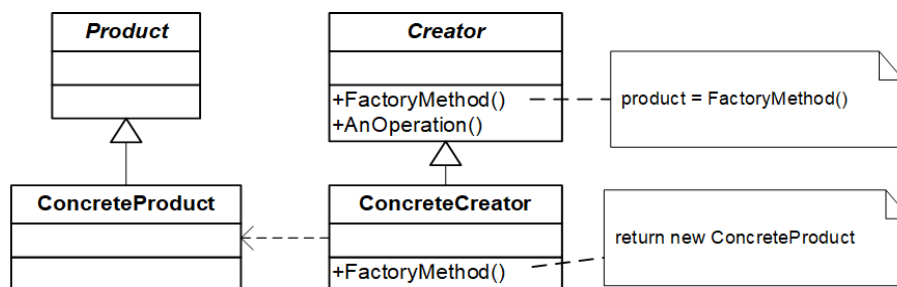 Product
Creator
+FactoryMethod()
+AnOperation()
product = FactoryMethod()
ConcreteProduct
ConcreteCreator
+FactoryMethod()
return new ConcreteProduct